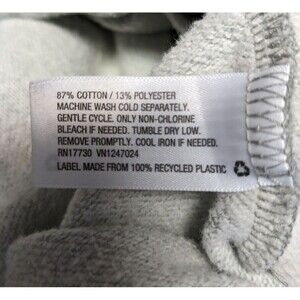 87% COTTON / 13% POLYESTER
MACHINE WASH COLD SEPARATELY.
GENTLE CYCLE. ONLY NON-CHLORINE
BLEACH IF NEEDED. TUMBLE DRY LOW.
REMOVE PROMPTLY. COOL IRON IF NEEDED.
RN17730 VN1247024
LABEL MADE FROM 100% RECYCLED PLASTIC